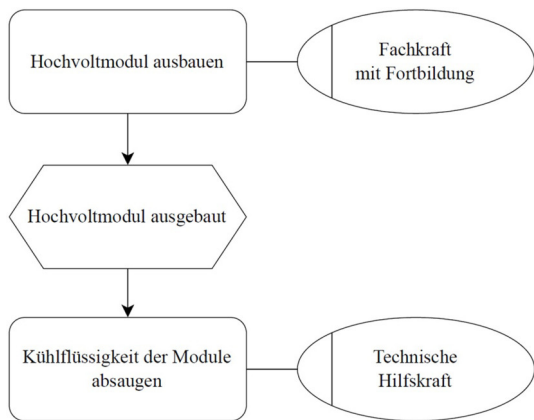 Hochvoltmodul ausbauen
Fachkraft
mit Fortbildung
Hochvoltmodul ausgebaut
Kühlflüssigkeit der Module
absaugen
Technische
Hilfskraft